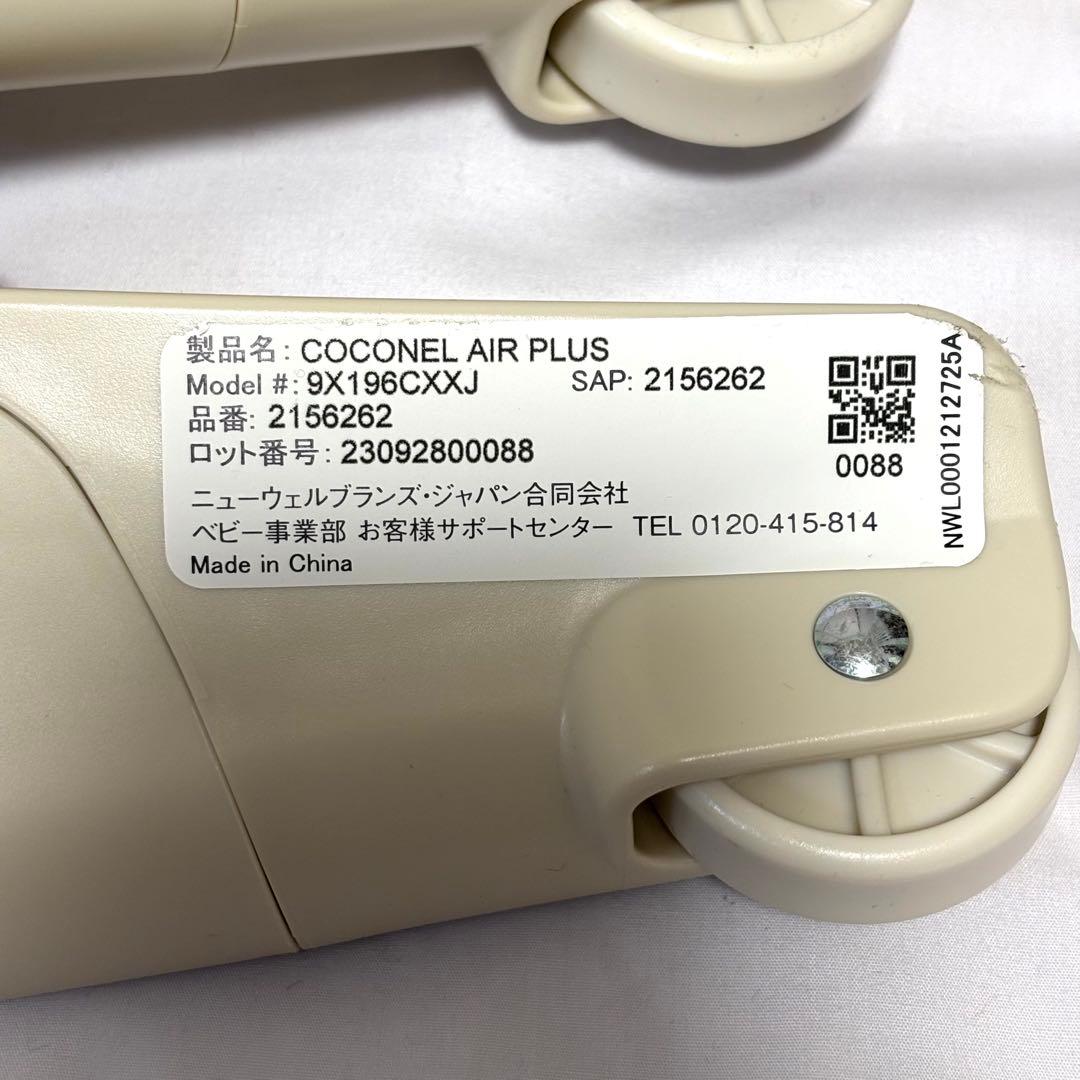 製品名: COCONEL AIR PLUS
Model #: 9X196CXXJ SAP: 2156262
品番: 2156262
ロット番号: 23092800088
0088
ニューウェルブランズ・ジャパン合同会社
ベビー事業部 お客様サポートセンター TEL 0120-415-814
Made in China
NWL0001212725A